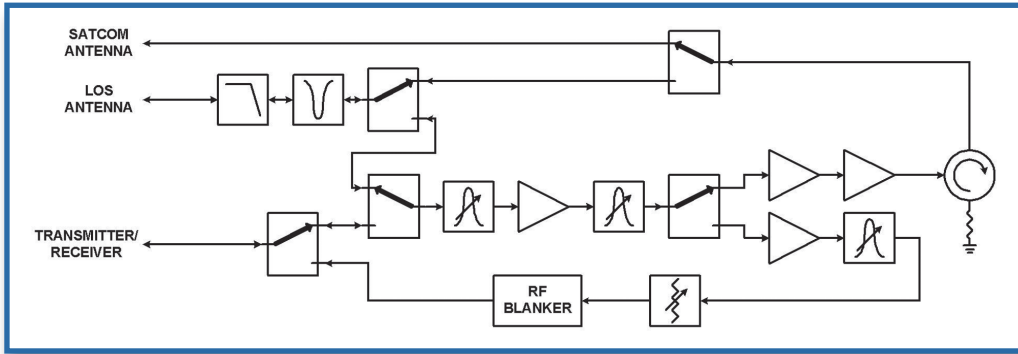 SATCOM
ANTENNA
LOS
ANTENNA
TRANSMITTER/
RECEIVER
RF
BLANKER